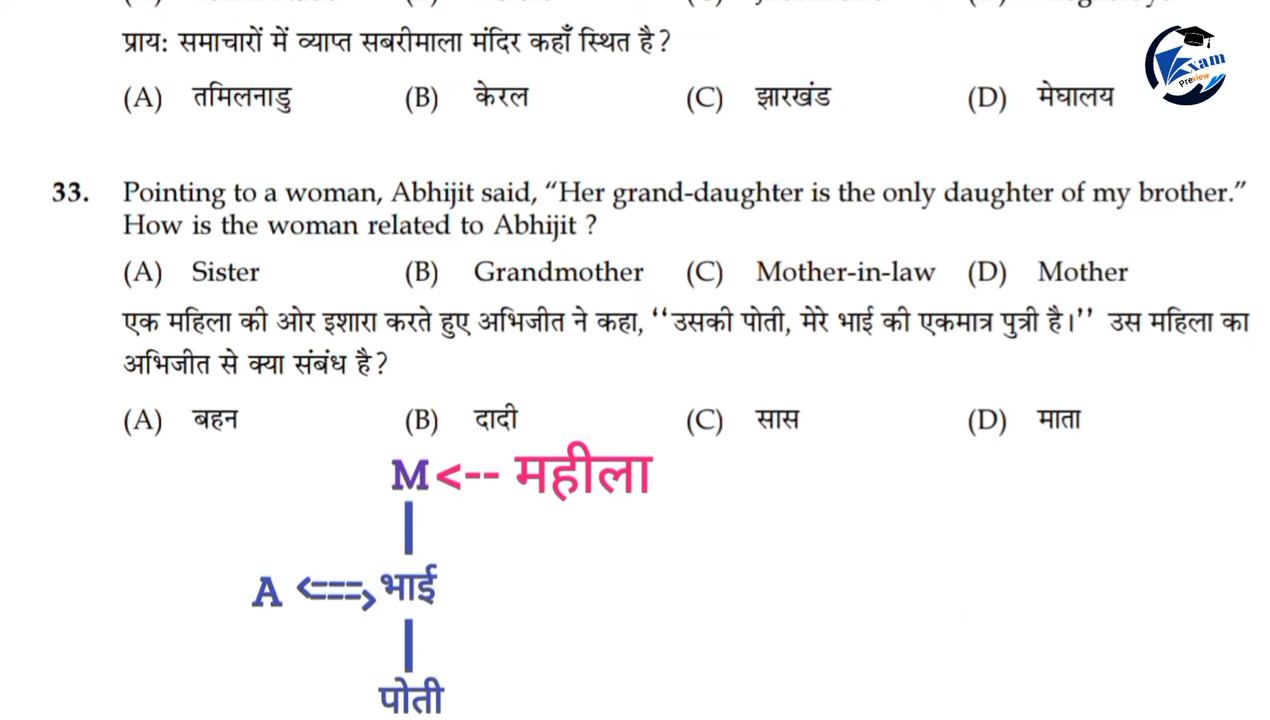 प्राय: समाचारों में व्याप्त सबरीमाला मंदिर कहाँ स्थित है ?
(A) तमिलनाडु (B) केरल (C) झारखंड (D) मेघालय
Exam
Preview
33. Pointing to a woman, Abhijit said, “Her grand-daughter is the only daughter of my brother.”
How is the woman related to Abhijit ?
(A) Sister (B) Grandmother (C) Mother-in-law (D) Mother
एक महिला की ओर इशारा करते हुए अभिजीत ने कहा, ‘‘उसकी पोती, मेरे भाई की एकमात्र पुत्री है।’’ उस महिला का
अभिजीत से क्या संबंध है ?
(A) बहन (B) दादी (C) सास (D) माता
M <-- महीला
A <===> भाई
पोती